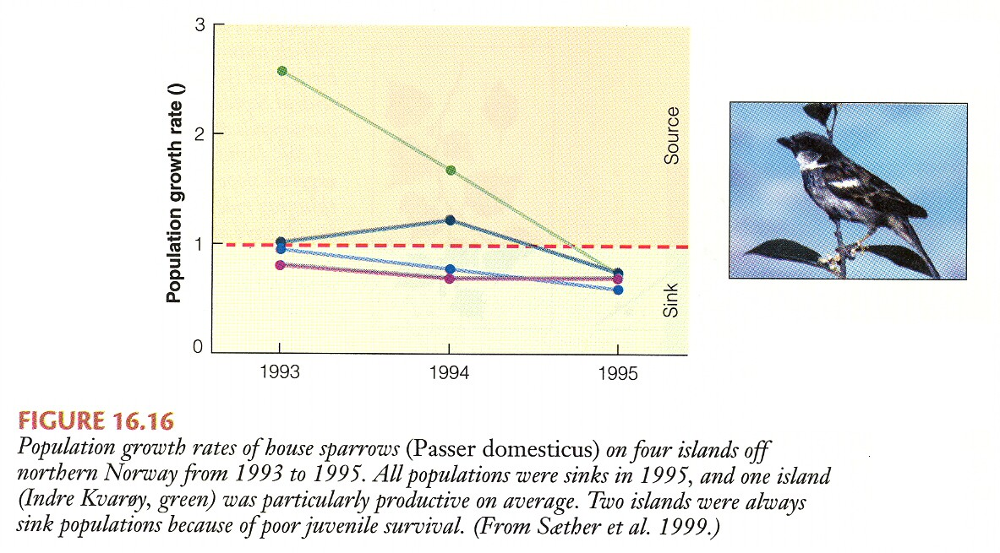 3
2
1
0
Population growth rate ()
Source
Sink
1993
1994
1995
FIGURE 16.16
Population growth rates of house sparrows (Passer domesticus) on four islands off
northern Norway from 1993 to 1995. All populations were sinks in 1995, and one island
(Indre Kvarøy, green) was particularly productive on average. Two islands were always
sink populations because of poor juvenile survival. (From Sæther et al. 1999.)